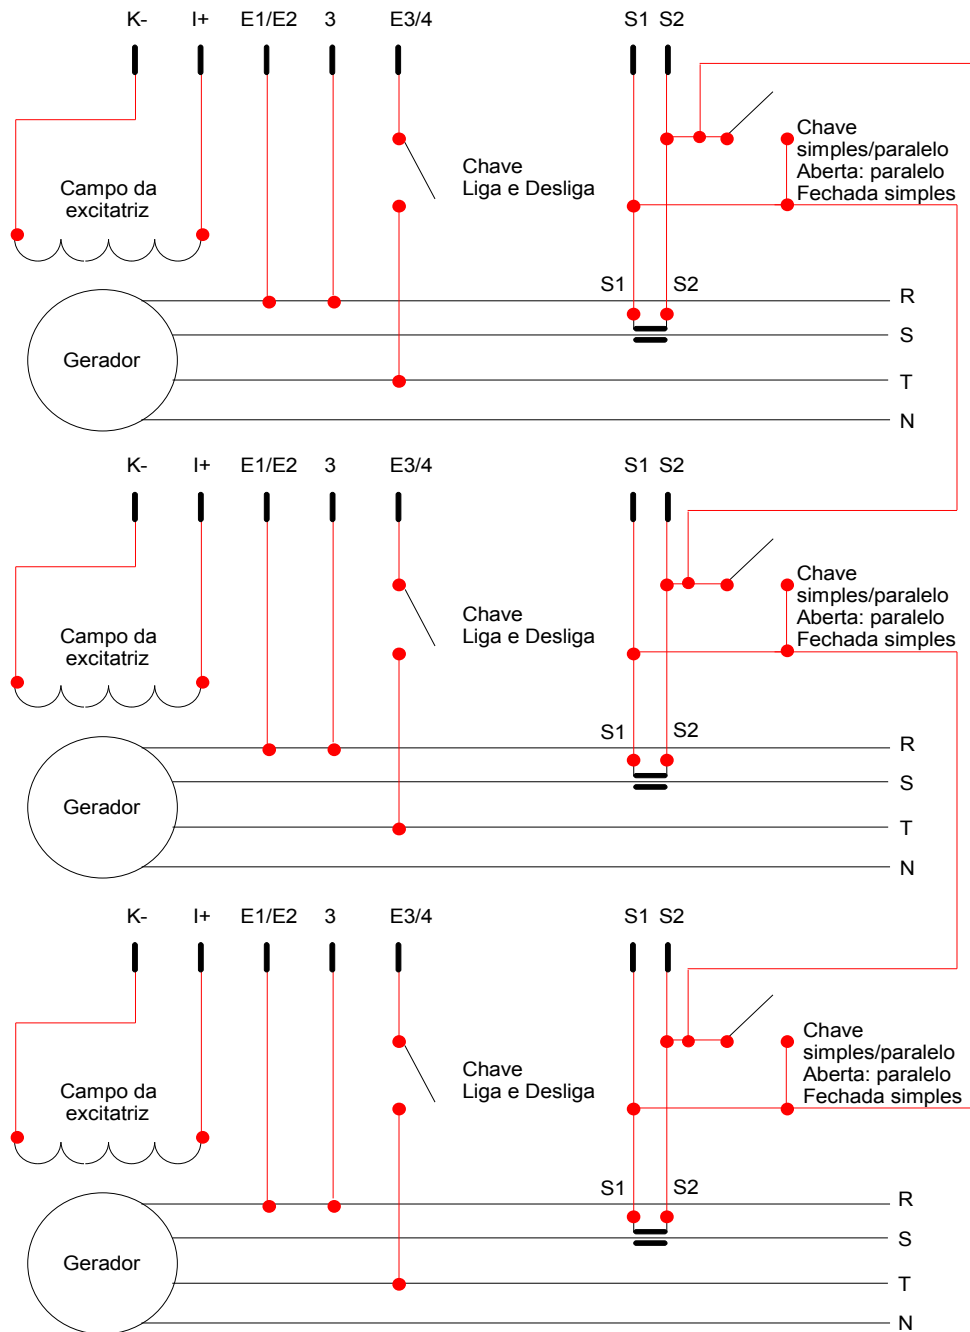 K- I+ E1/E2 3 E3/4 S1 S2
Chave
simples/paralelo
Aberta: paralelo
Fechada simples
Chave
Liga e Desliga
Campo da
excitatriz
S1 S2
R
S
Gerador
T
N
K- I+ E1/E2 3 E3/4 S1 S2
Chave
simples/paralelo
Aberta: paralelo
Fechada simples
Chave
Liga e Desliga
Campo da
excitatriz
S1 S2
R
S
Gerador
T
N
K- I+ E1/E2 3 E3/4 S1 S2
Chave
simples/paralelo
Aberta: paralelo
Fechada simples
Chave
Liga e Desliga
Campo da
excitatriz
S1 S2
R
S
Gerador
T
N